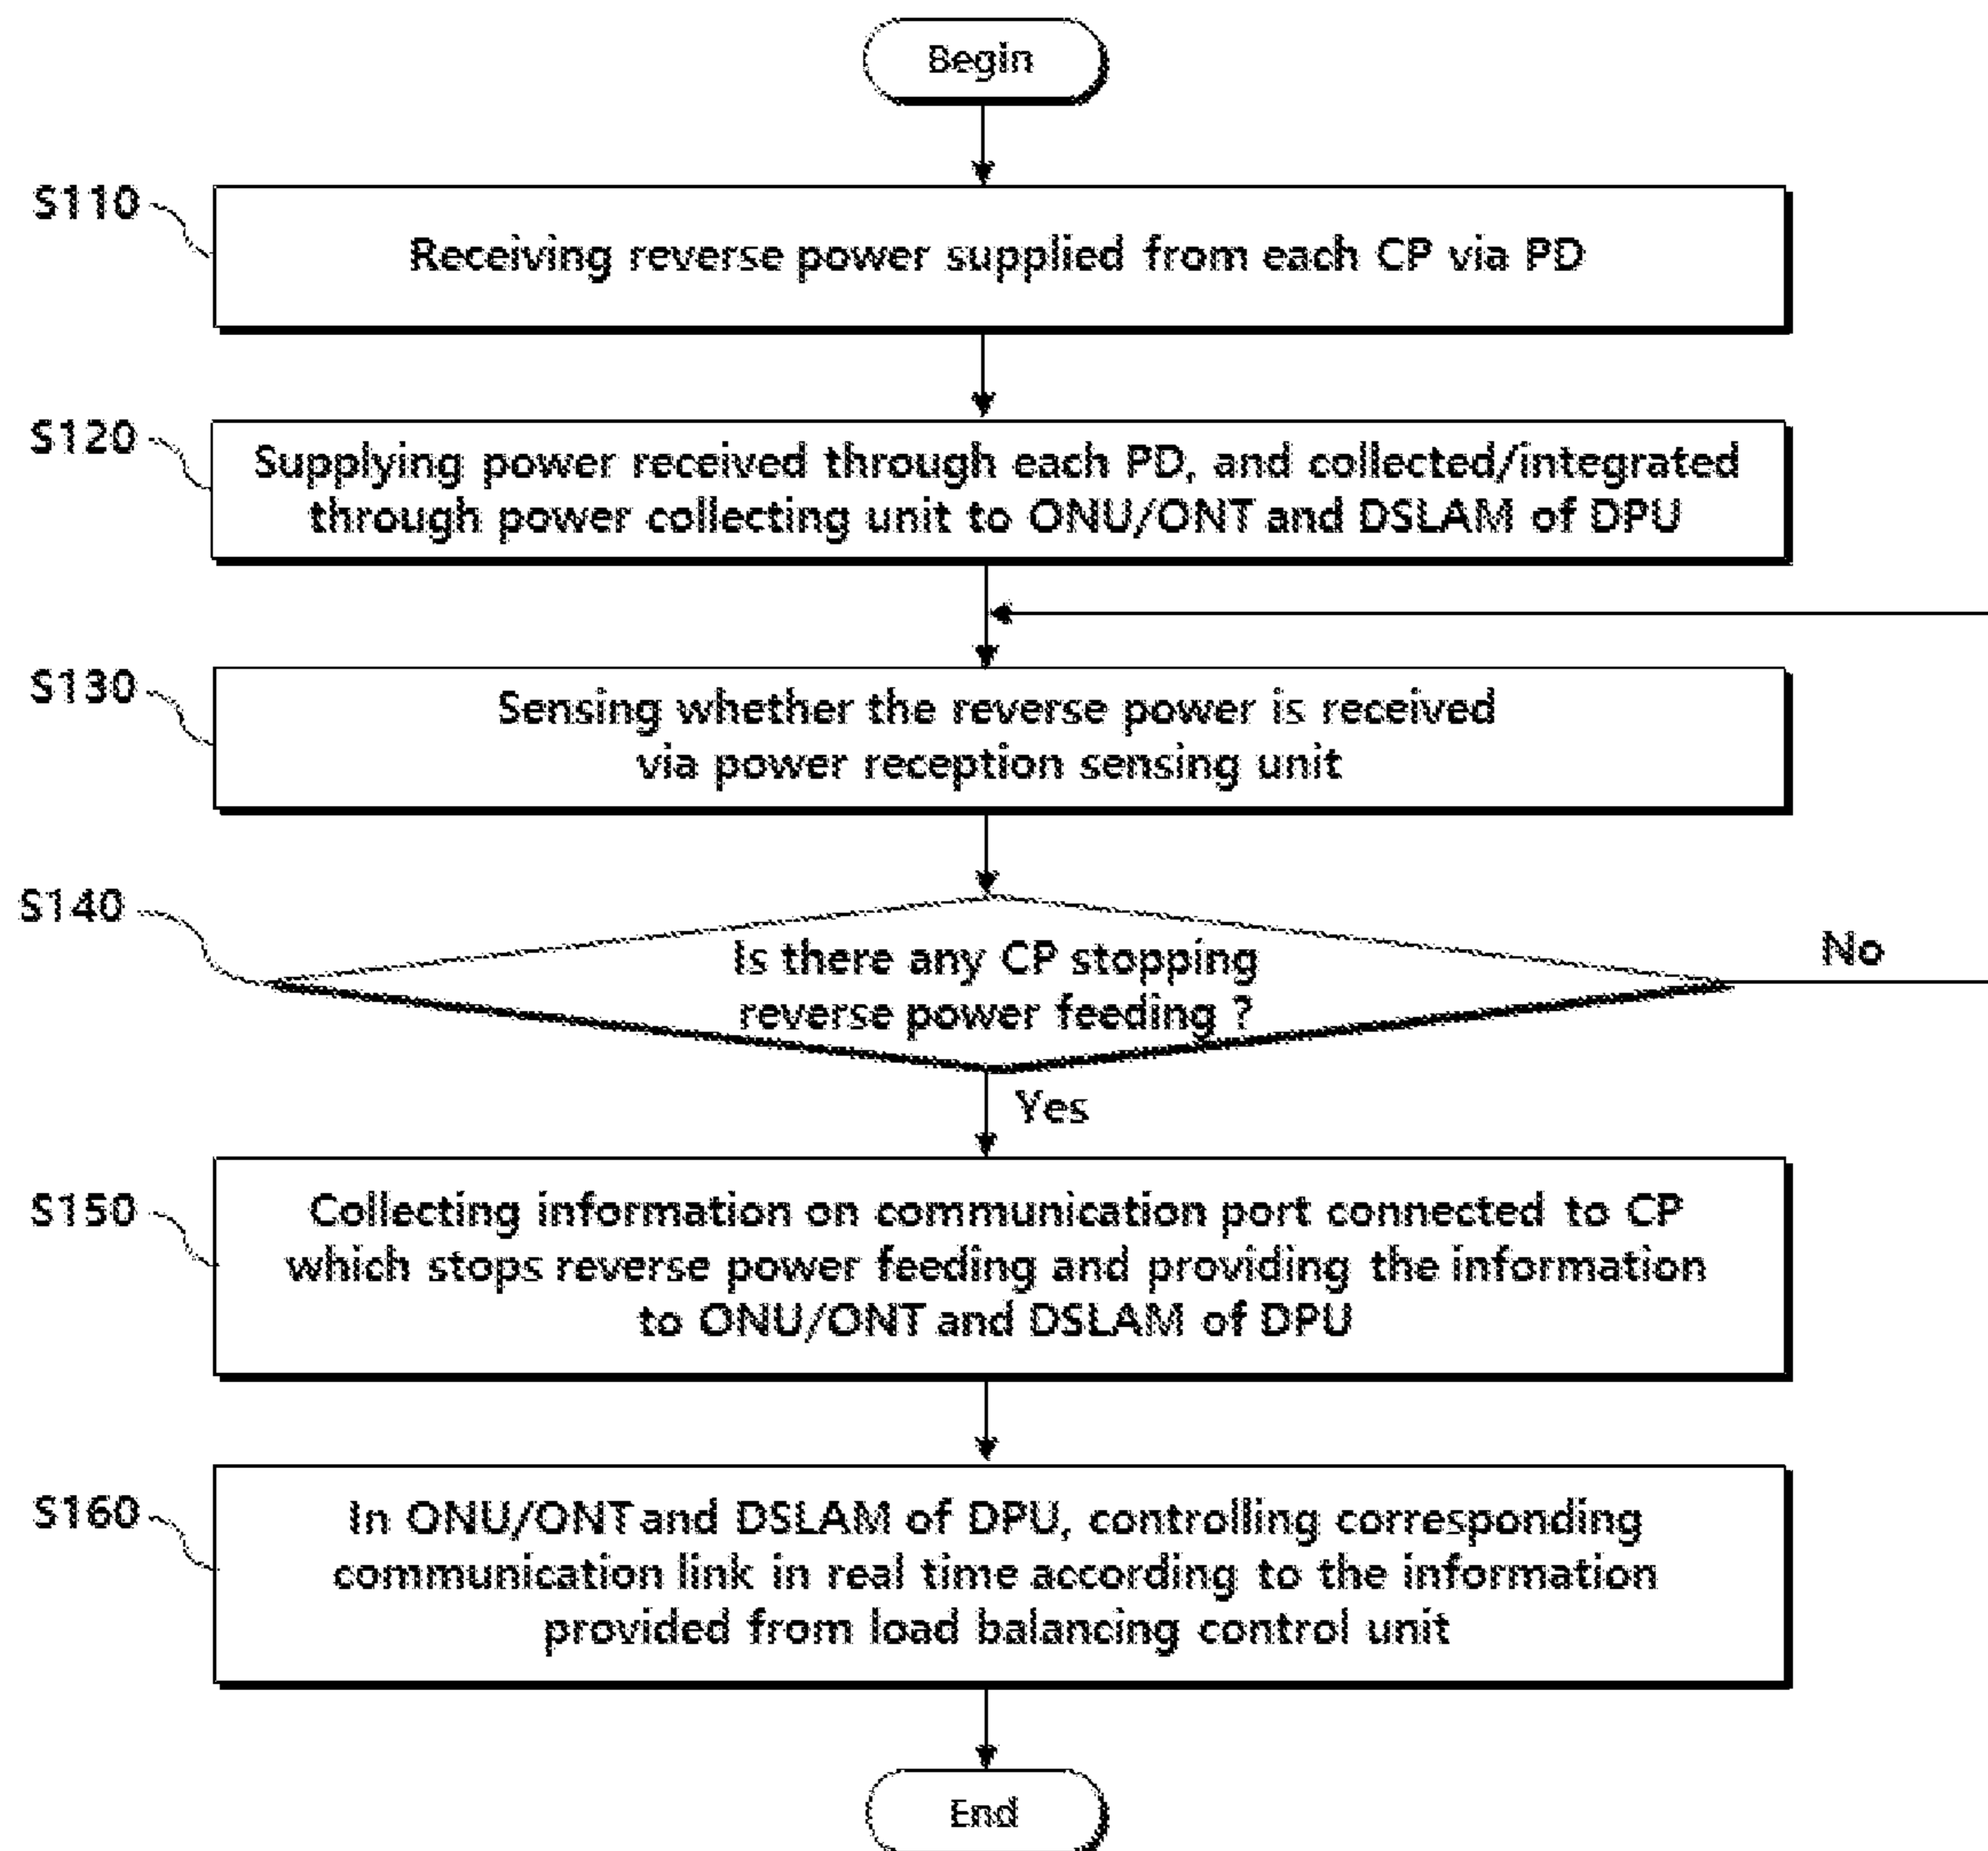 Begin
S110
Receiving reverse power supplied from each CP via PD
S120
Supplying power received through each PD, and collected/integrated
through power collecting unit to ONU/ONT and DSLAM of DPU
S130
Sensing whether the reverse power is received
via power reception sensing unit
S140
Is there any CP stopping
reverse power feeding ?
No
Yes
S150
Collecting information on communication port connected to CP
which stops reverse power feeding and providing the information
to ONU/ONT and DSLAM of DPU
S160
In ONU/ONT and DSLAM of DPU, controlling corresponding
communication link in real time according to the information
provided from load balancing control unit
End